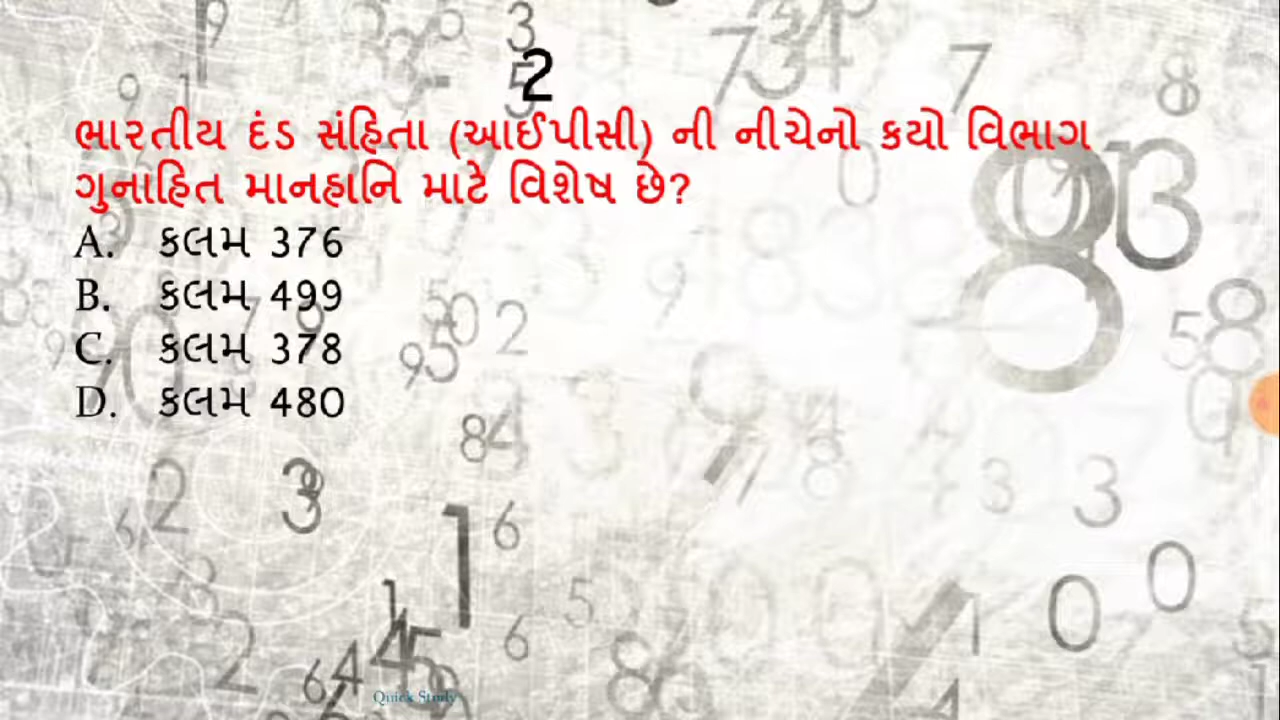 2
ભારતીય દંડ સંહિતા (આઈપીસી) ની નીચેનો કયો વિભાગ
ગુનાહિત માનહાનિ માટે વિશેષ છે?
A. કલમ 376
B. કલમ 499
C. કલમ 378
D. કલમ 480
Quick Study